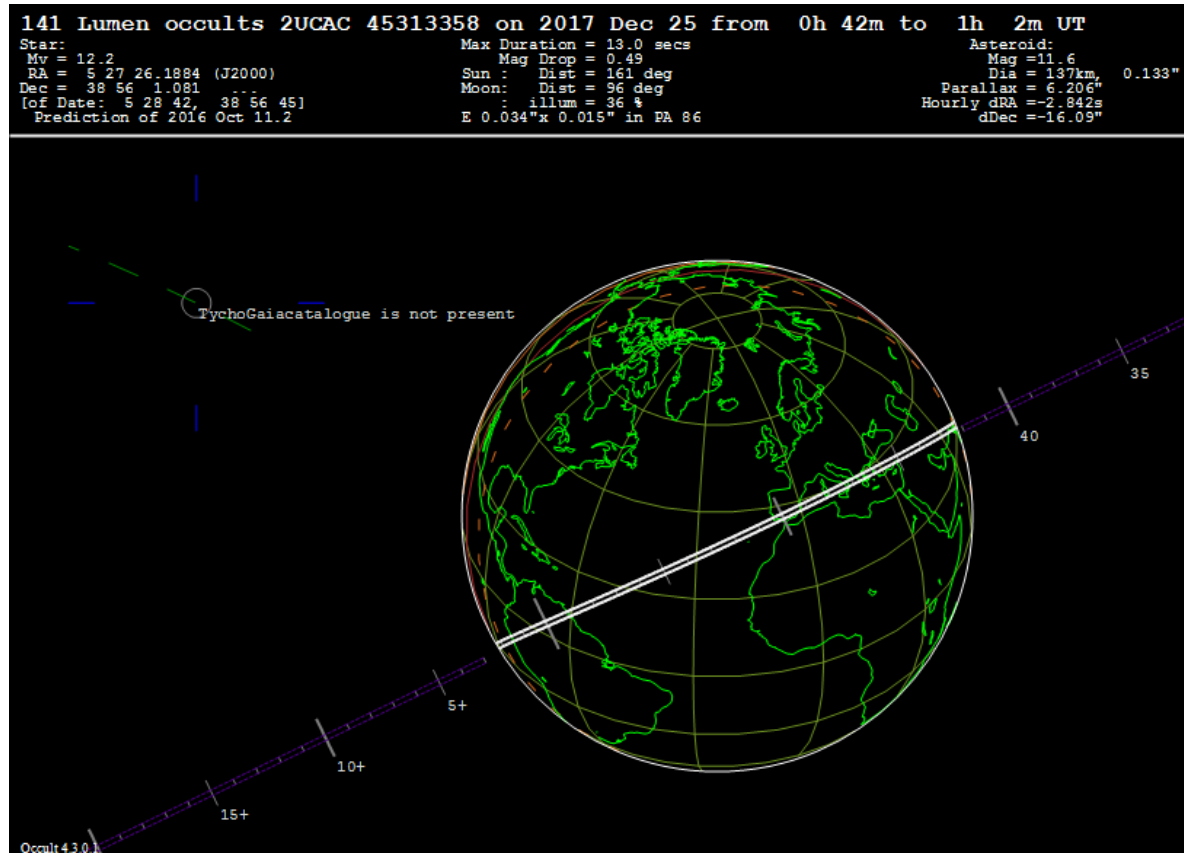 141 Lumen occults 2UCAC 45313358 on 2017 Dec 25 from  0h 42m to  1h  2m UT
Star:
Mv = 12.2
RA =  5 27 26.1884 (J2000)
Dec = 38 56  1.081  ...
[of Date:  5 28 42,  38 56 45]
Prediction of 2016 Oct 11.2
Max Duration = 13.0 secs
Mag Drop = 0.49
Sun :   Dist = 161 deg
Moon:   Dist = 96 deg
:  illum = 36 %
E 0.034"x 0.015" in PA 86
Asteroid:
Mag =11.6
Dia = 137km,  0.133"
Parallax = 6.206"
Hourly dRA =-2.842s
dDec =-16.09"
TychoGaiacatalogue is not present
35
40
5+
10+
15+
Occult 4.3.0.1